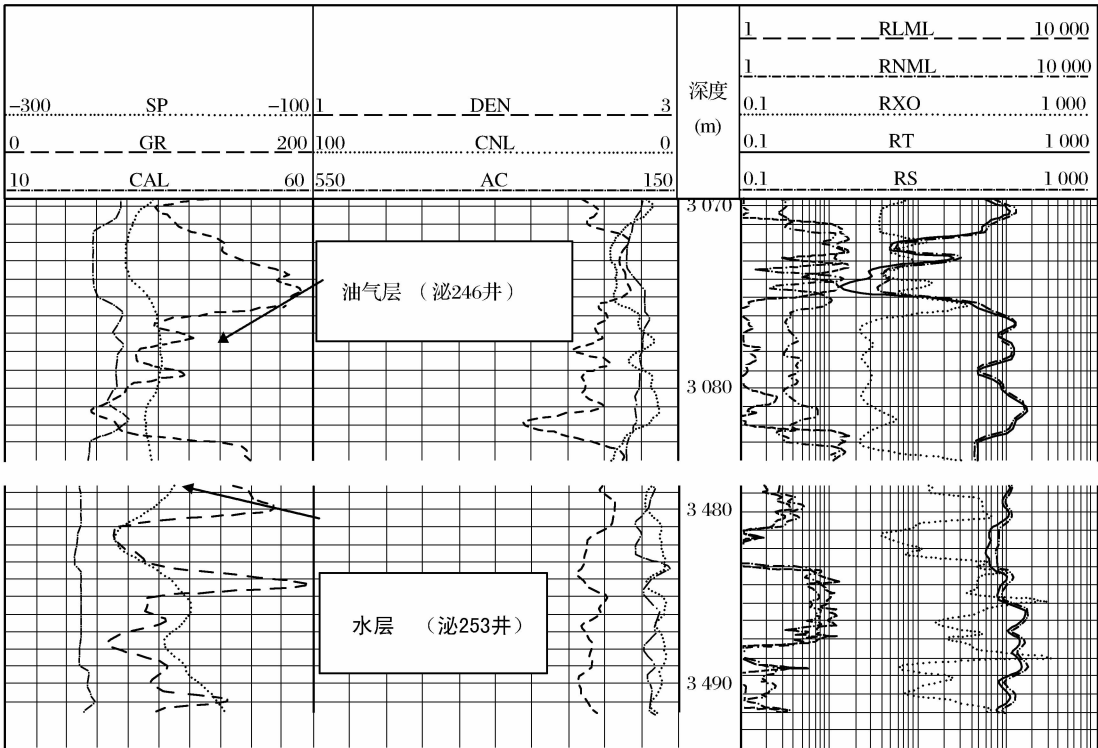 1 RLML 10 000
1 RNML 10 000
-300 SP -100 1 DEN 3 深度 0.1 RXO 1 000
0 GR 200 100 CNL 0 (m) 0.1 RT 1 000
10 CAL 60 550 AC 150 0.1 RS 1 000
3 070
油气层 (泌246井)
3 080
3 480
水层 (泌253井)
3 490